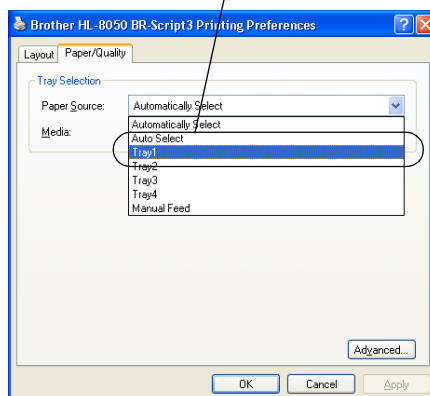 Brother HL-8050 BR-Script3 Printing Preferences
Layout Paper/Quality
Tray Selection
Paper Source: Automatically Select
Automatically Select
Media: Auto Select
Tray1
Tray2
Tray3
Tray4
Manual Feed
Advanced...
OK Cancel Apply